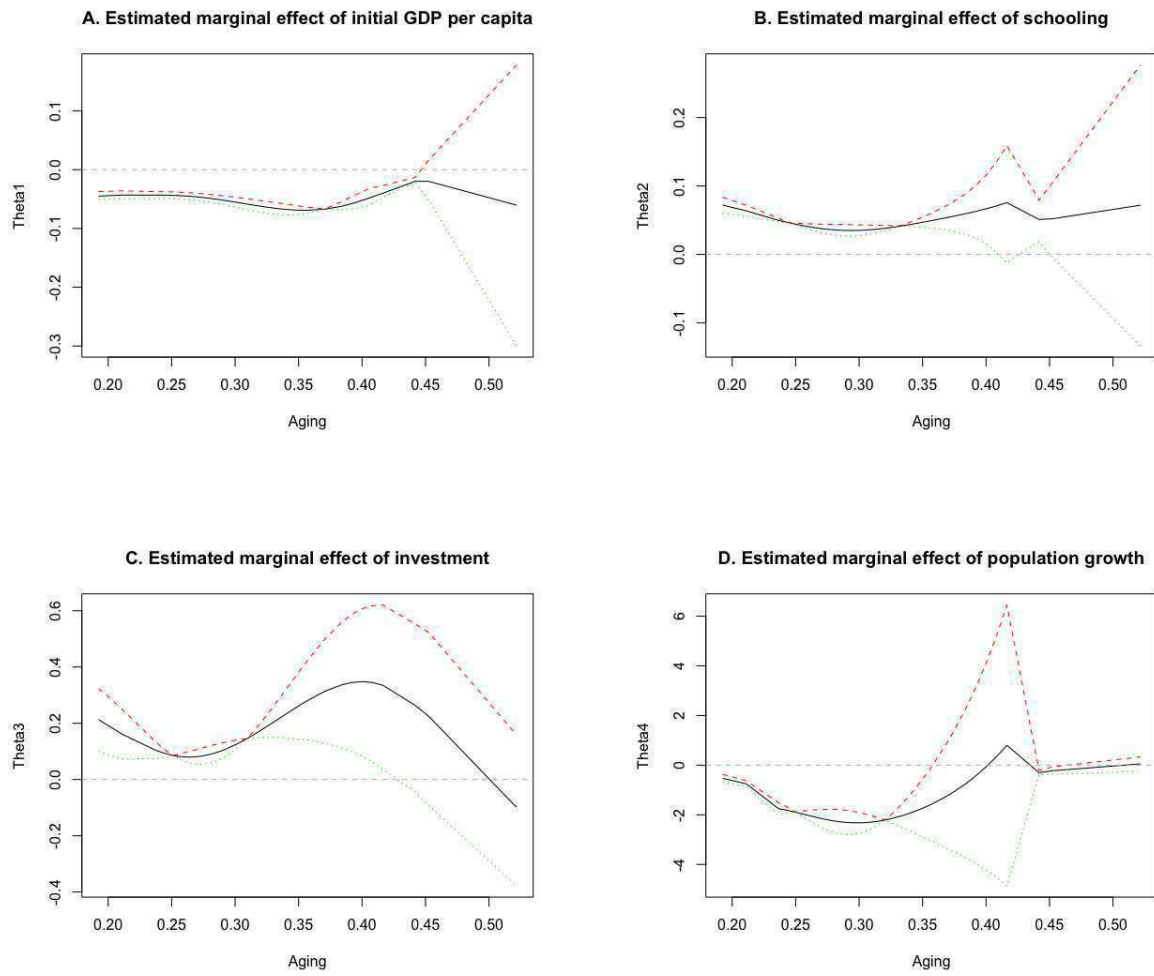 A. Estimated marginal effect of initial GDP per capita
Theta1
0.1
0.0
-0.1
-0.2
-0.3
0.20 0.25 0.30 0.35 0.40 0.45 0.50
Aging
B. Estimated marginal effect of schooling
Theta2
0.2
0.1
0.0
-0.1
0.20 0.25 0.30 0.35 0.40 0.45 0.50
Aging
C. Estimated marginal effect of investment
Theta3
0.6
0.4
0.2
0.0
-0.2
-0.4
0.20 0.25 0.30 0.35 0.40 0.45 0.50
Aging
D. Estimated marginal effect of population growth
Theta4
6
4
2
0
-2
-4
0.20 0.25 0.30 0.35 0.40 0.45 0.50
Aging